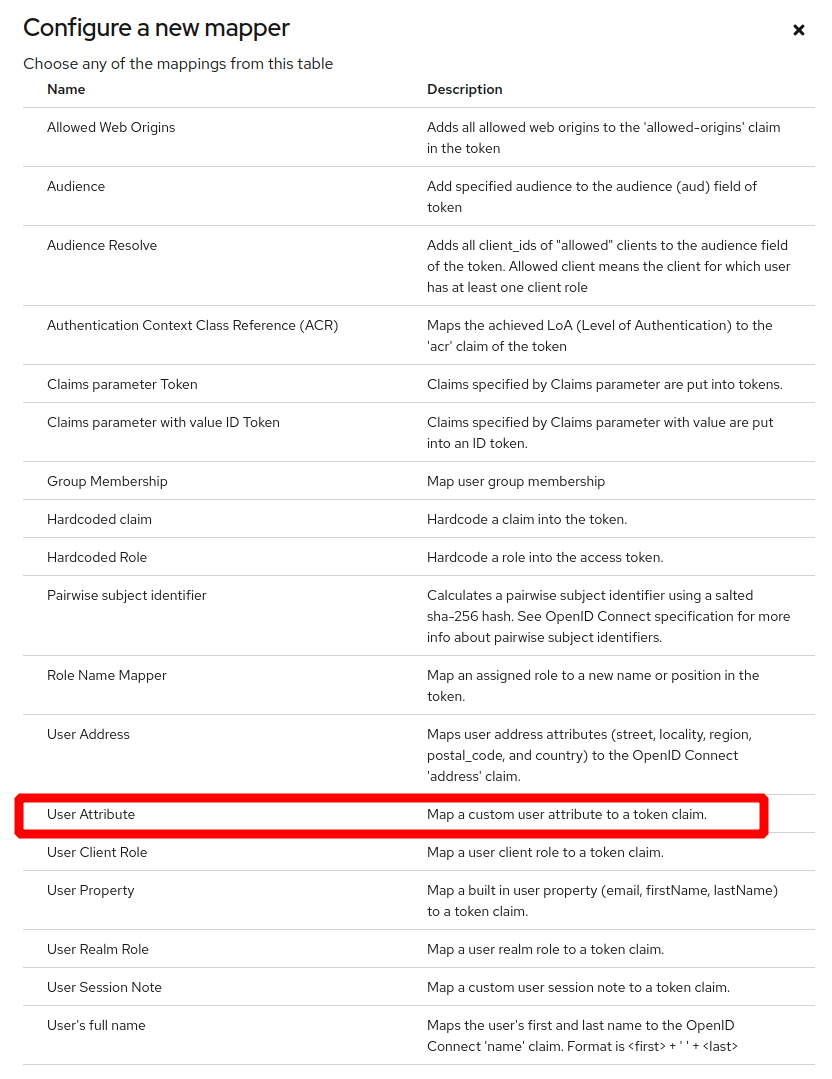 Configure a new mapper
Choose any of the mappings from this table
Name Description
Allowed Web Origins Adds all allowed web origins to the 'allowed-origins' claim
in the token
Audience Add specified audience to the audience (aud) field of
token
Audience Resolve Adds all client_ids of "allowed" clients to the audience field
of the token. Allowed client means the client for which user
has at least one client role
Authentication Context Class Reference (ACR) Maps the achieved LoA (Level of Authentication) to the
'acr' claim of the token
Claims parameter Token Claims specified by Claims parameter are put into tokens.
Claims parameter with value ID Token Claims specified by Claims parameter with value are put
into an ID token.
Group Membership Map user group membership
Hardcoded claim Hardcode a claim into the token.
Hardcoded Role Hardcode a role into the access token.
Pairwise subject identifier Calculates a pairwise subject identifier using a salted
sha-256 hash. See OpenID Connect specification for more
info about pairwise subject identifiers.
Role Name Mapper Map an assigned role to a new name or position in the
token.
User Address Maps user address attributes (street, locality, region,
postal_code, and country) to the OpenID Connect
'address' claim.
User Attribute Map a custom user attribute to a token claim.
User Client Role Map a user client role to a token claim.
User Property Map a built in user property (email, firstName, lastName)
to a token claim.
User Realm Role Map a user realm role to a token claim.
User Session Note Map a custom user session note to a token claim.
User's full name Maps the user's first and last name to the OpenID
Connect 'name' claim. Format is <first> + ' ' + <last>